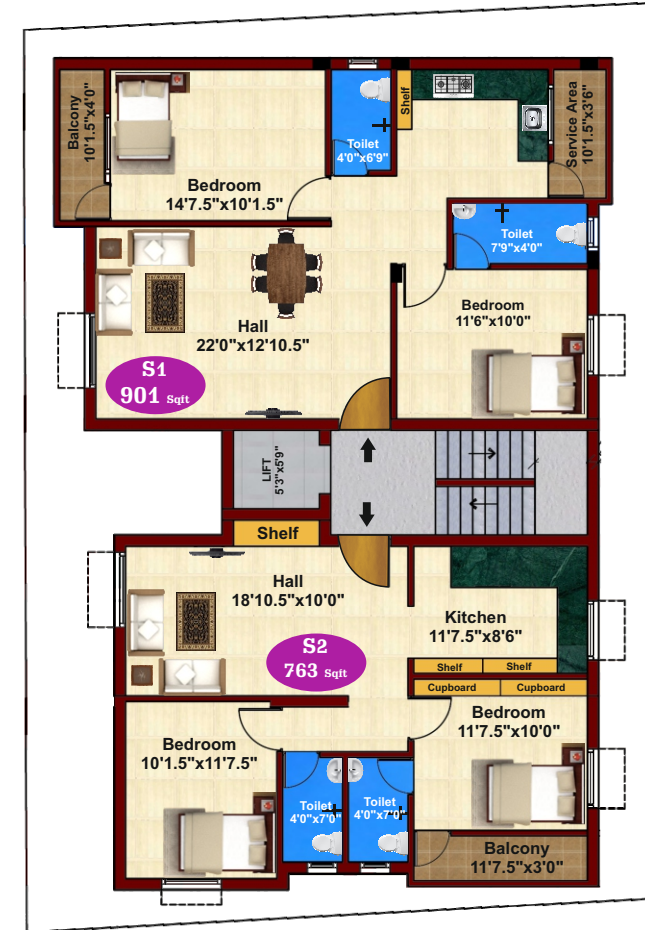 Balcony
10'1.5"x4'0"
Bedroom
14'7.5"x10'1.5"
Toilet
4'0"x6'9"
Shelf
Service Area
10'1.5"x3'6"
Toilet
7'9"x4'0"
Bedroom
11'6"x10'0"
Hall
22'0"x12'10.5"
S1
901 Sqft
LIFT
5'3"x5'9"
Shelf
Hall
18'10.5"x10'0"
S2
763 Sqft
Kitchen
11'7.5"x8'6"
Shelf Shelf
Cupboard Cupboard
Bedroom
11'7.5"x10'0"
Bedroom
10'1.5"x11'7.5"
Toilet
4'0"x7'0"
Toilet
4'0"x7'0"
Balcony
11'7.5"x3'0"